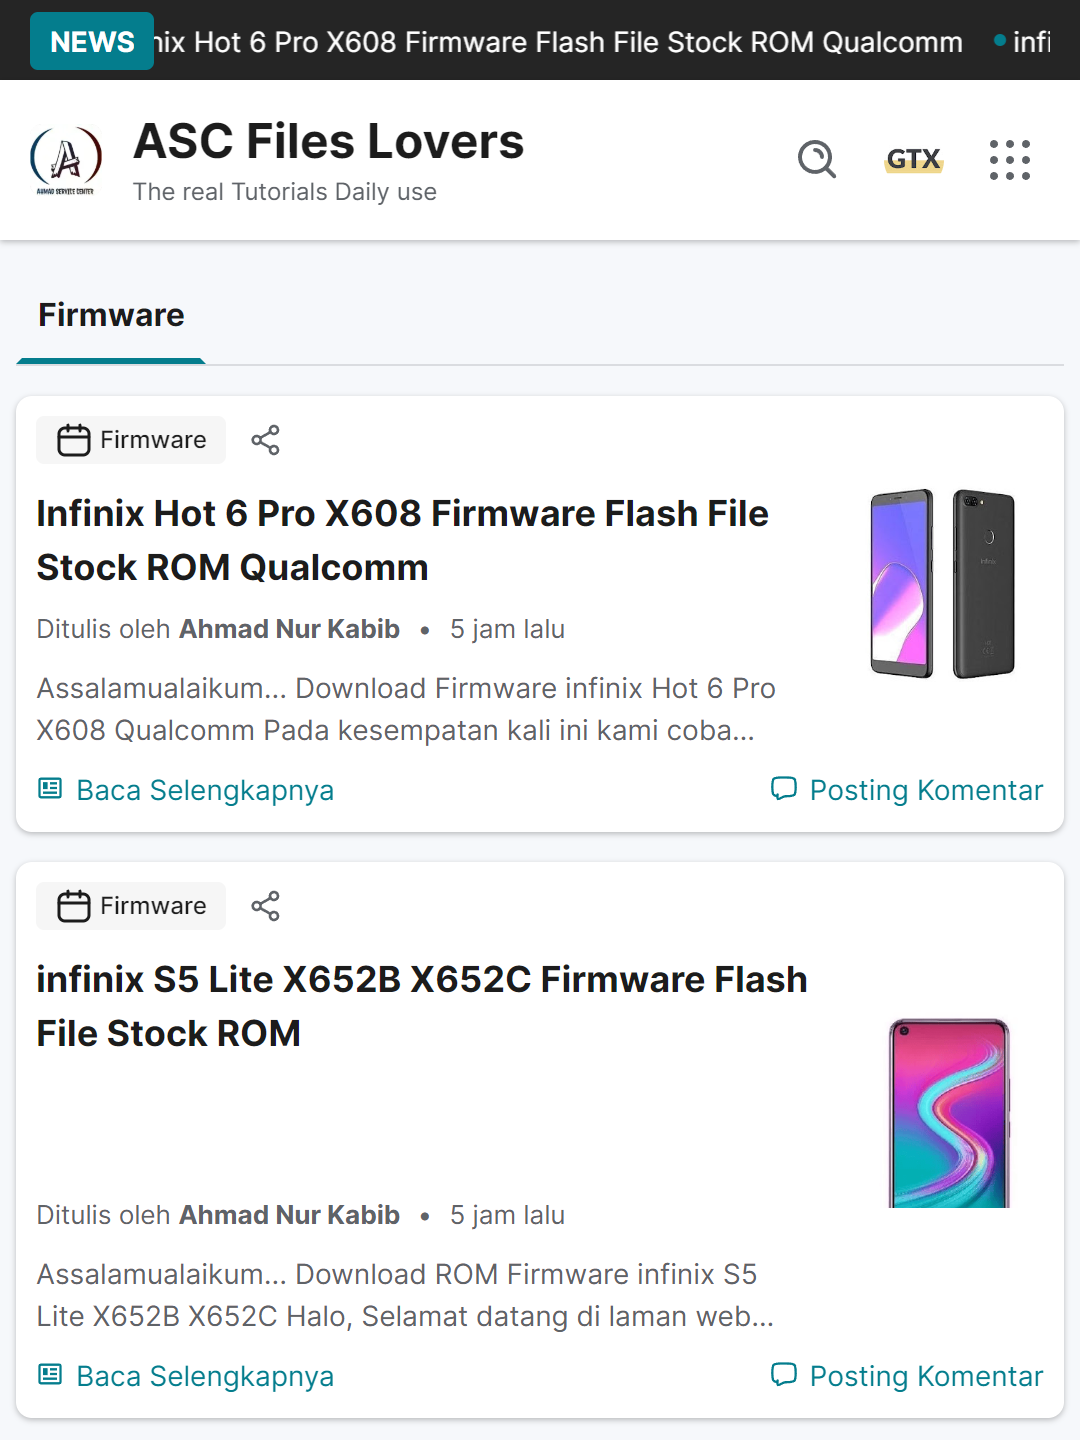 NEWS nix Hot 6 Pro X608 Firmware Flash File Stock ROM Qualcomm • infi
ASC Files Lovers
The real Tutorials Daily use
AHMAD SERVICE CENTER
GTX
Firmware
Firmware
Infinix Hot 6 Pro X608 Firmware Flash File
Stock ROM Qualcomm
Ditulis oleh Ahmad Nur Kabib • 5 jam lalu
Assalamualaikum... Download Firmware infinix Hot 6 Pro
X608 Qualcomm Pada kesempatan kali ini kami coba...
Baca Selengkapnya
Posting Komentar
Firmware
infinix S5 Lite X652B X652C Firmware Flash
File Stock ROM
Ditulis oleh Ahmad Nur Kabib • 5 jam lalu
Assalamualaikum... Download ROM Firmware infinix S5
Lite X652B X652C Halo, Selamat datang di laman web...
Baca Selengkapnya
Posting Komentar